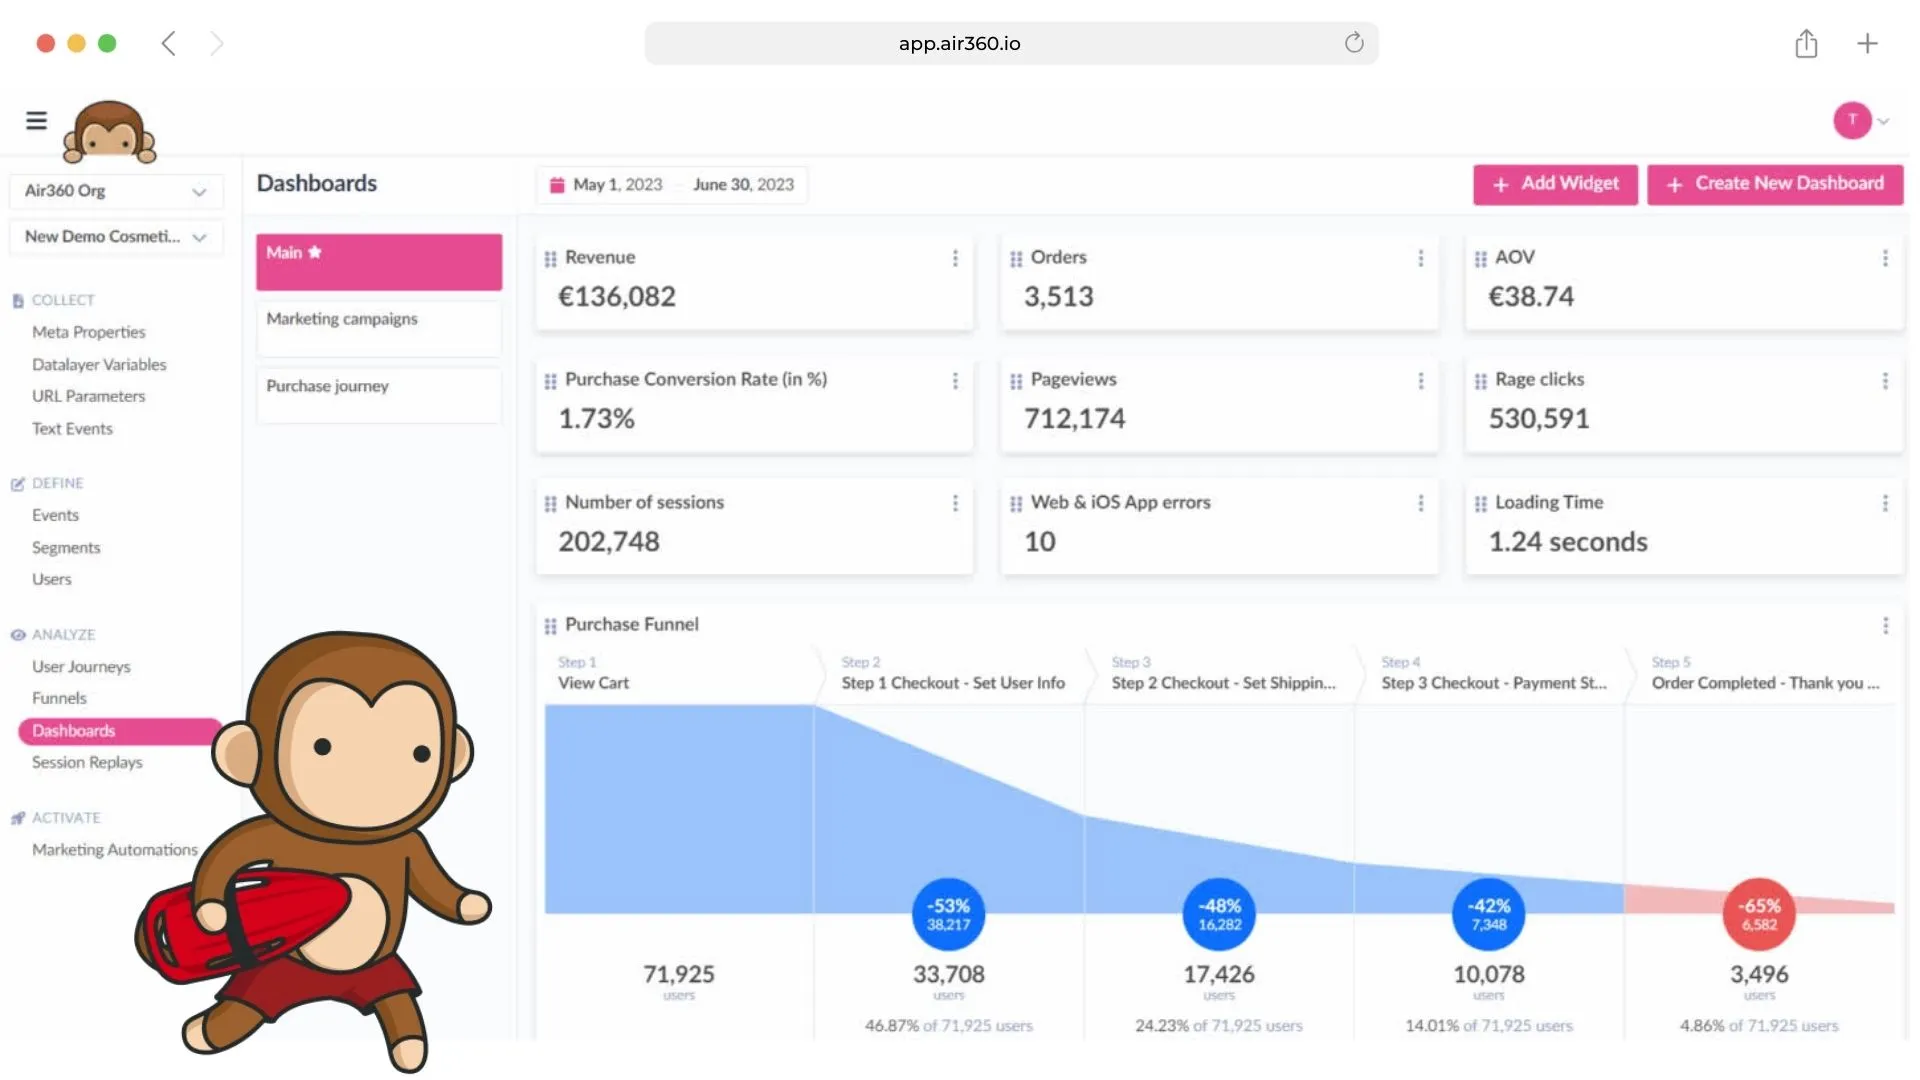 app.air360.io
T
Air360 Org
New Demo Cosmeti...
COLLECT
Meta Properties
Datalayer Variables
URL Parameters
Text Events
DEFINE
Events
Segments
Users
ANALYZE
User Journeys
Funnels
Dashboards
Session Replays
ACTIVATE
Marketing Automations
Dashboards
Main
Marketing campaigns
Purchase journey
May 1, 2023 – June 30, 2023
+ Add Widget
+ Create New Dashboard
Revenue
€136,082
Orders
3,513
AOV
€38.74
Purchase Conversion Rate (in %)
1.73%
Pageviews
712,174
Rage clicks
530,591
Number of sessions
202,748
Web & iOS App errors
10
Loading Time
1.24 seconds
Purchase Funnel
Step 1
View Cart
Step 2
Step 1 Checkout - Set User Info
Step 3
Step 2 Checkout - Set Shippin...
Step 4
Step 3 Checkout - Payment St...
Step 5
Order Completed - Thank you ...
-53%
38,217
-48%
16,282
-42%
7,348
-65%
6,582
71,925
users
33,708
users
46.87% of 71,925 users
17,426
users
24.23% of 71,925 users
10,078
users
14.01% of 71,925 users
3,496
users
4.86% of 71,925 users